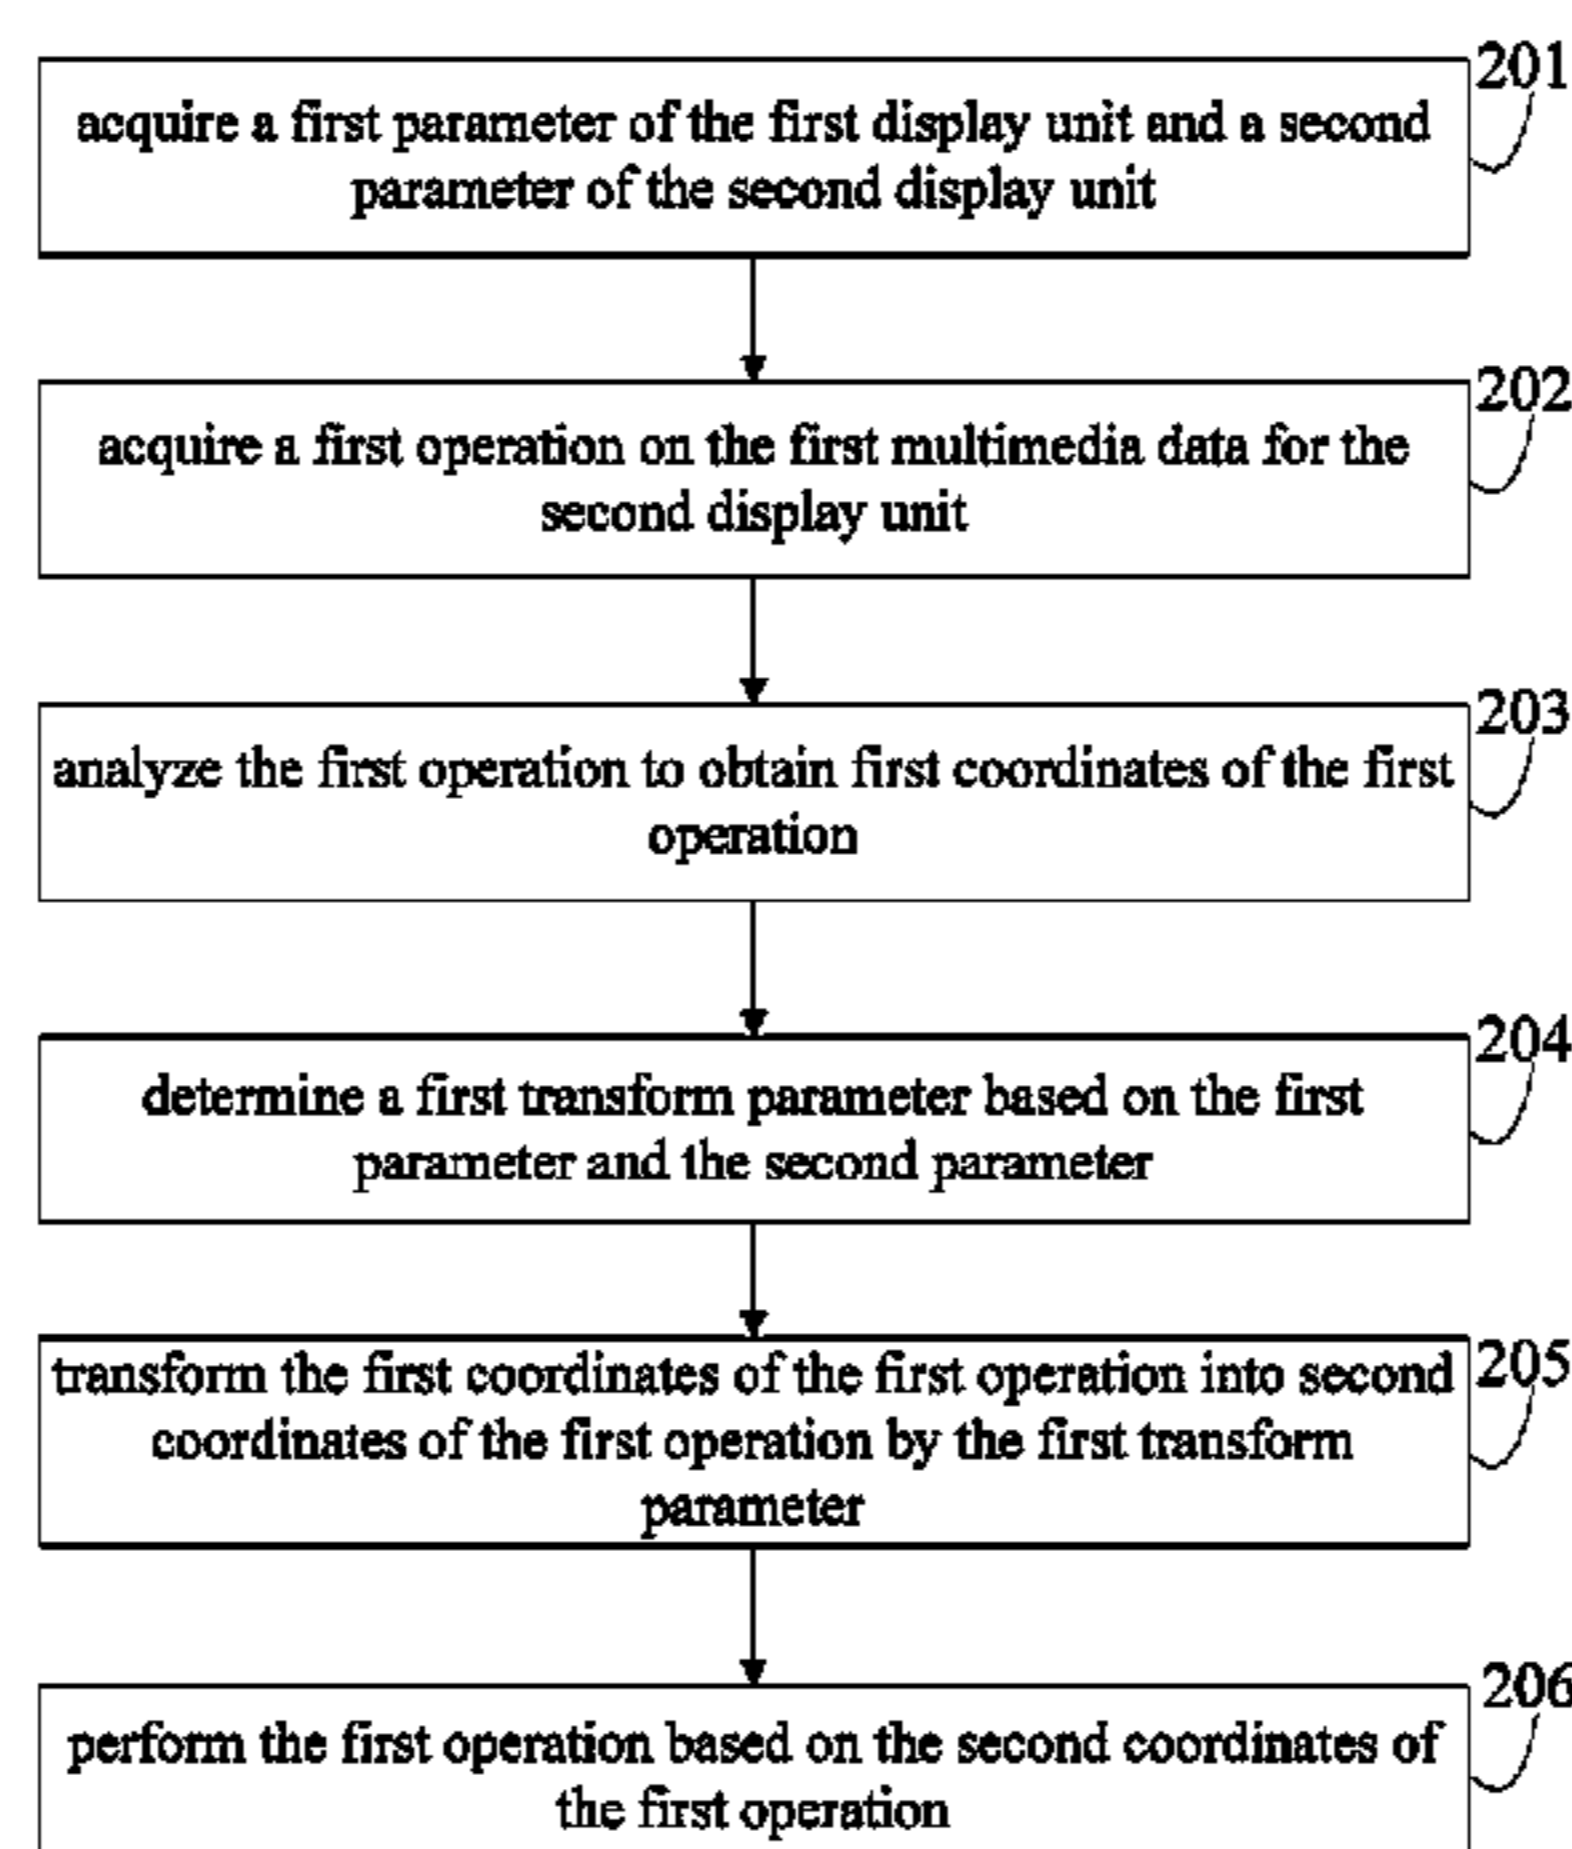 201
acquire a first parameter of the first display unit and a second
parameter of the second display unit
202
acquire a first operation on the first multimedia data for the
second display unit
203
analyze the first operation to obtain first coordinates of the first
operation
204
determine a first transform parameter based on the first
parameter and the second parameter
205
transform the first coordinates of the first operation into second
coordinates of the first operation by the first transform
parameter
206
perform the first operation based on the second coordinates of
the first operation